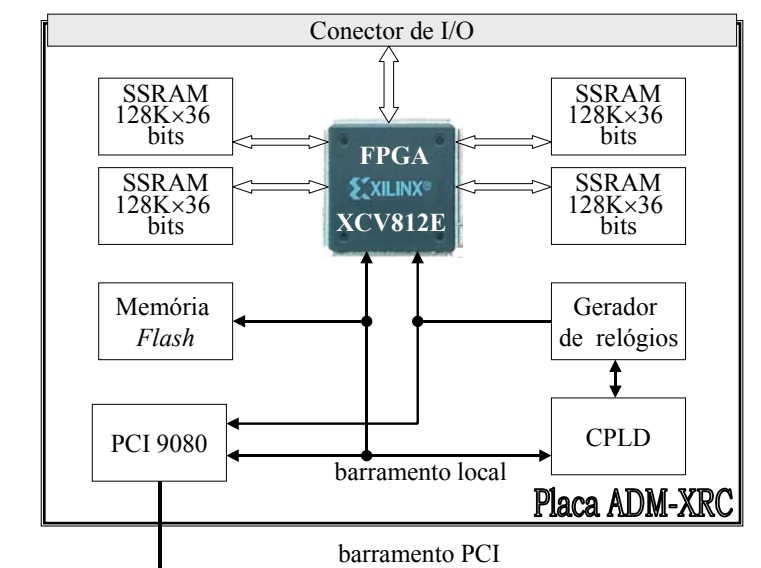 Conector de I/O
SSRAM
128K×36
bits
SSRAM
128K×36
bits
FPGA
XILINX®
XCV812E
SSRAM
128K×36
bits
SSRAM
128K×36
bits
Memória
Flash
Gerador
de relógios
PCI 9080
CPLD
barramento local
Placa ADM-XRC
barramento PCI